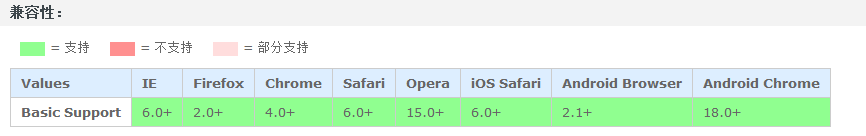 兼容性：
= 支持 = 不支持 = 部分支持
Values IE Firefox Chrome Safari Opera iOS Safari Android Browser Android Chrome
Basic Support 6.0+ 2.0+ 4.0+ 6.0+ 15.0+ 6.0+ 2.1+ 18.0+